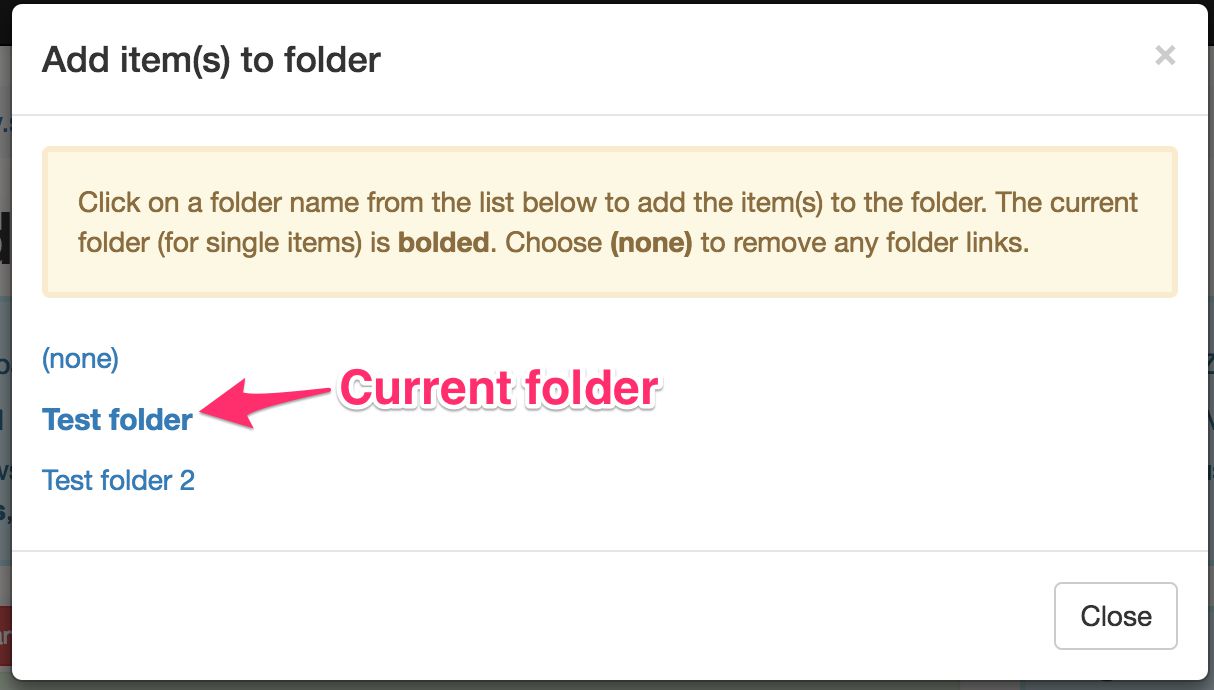 Add item(s) to folder
×
Click on a folder name from the list below to add the item(s) to the folder. The current
folder (for single items) is bolded. Choose (none) to remove any folder links.
(none)
Current folder
Test folder
Test folder 2
Close